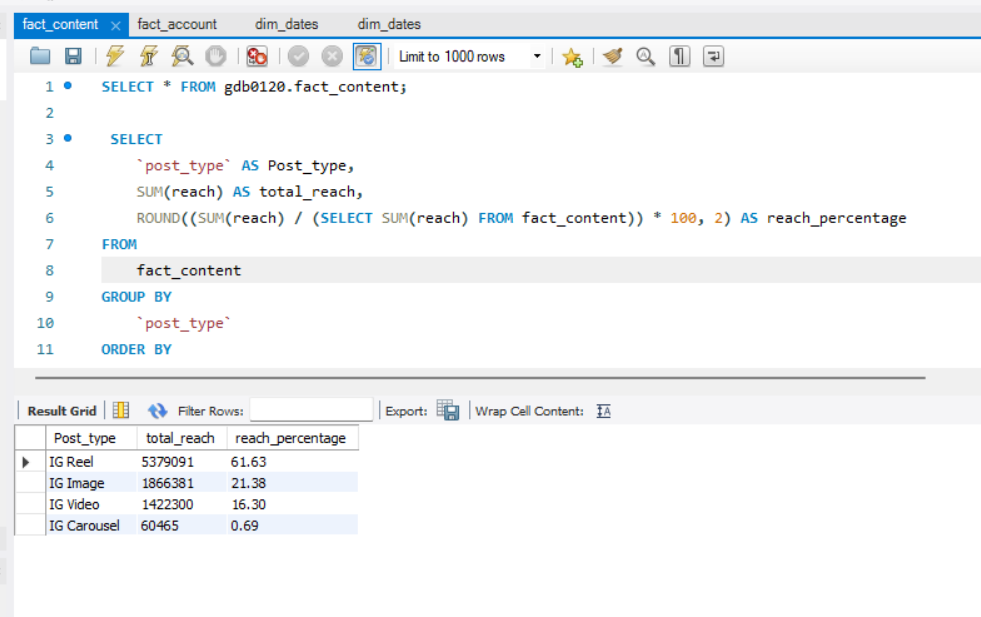 fact_content fact_account dim_dates dim_dates
Limit to 1000 rows
1 SELECT * FROM gdb0120.fact_content;
2
3 SELECT
4 `post_type` AS Post_type,
5 SUM(reach) AS total_reach,
6 ROUND((SUM(reach) / (SELECT SUM(reach) FROM fact_content)) * 100, 2) AS reach_percentage
7 FROM
8 fact_content
9 GROUP BY
10 `post_type`
11 ORDER BY
Result Grid Filter Rows: Export: Wrap Cell Content:
Post_type total_reach reach_percentage
IG Reel 5379091 61.63
IG Image 1866381 21.38
IG Video 1422300 16.30
IG Carousel 60465 0.69